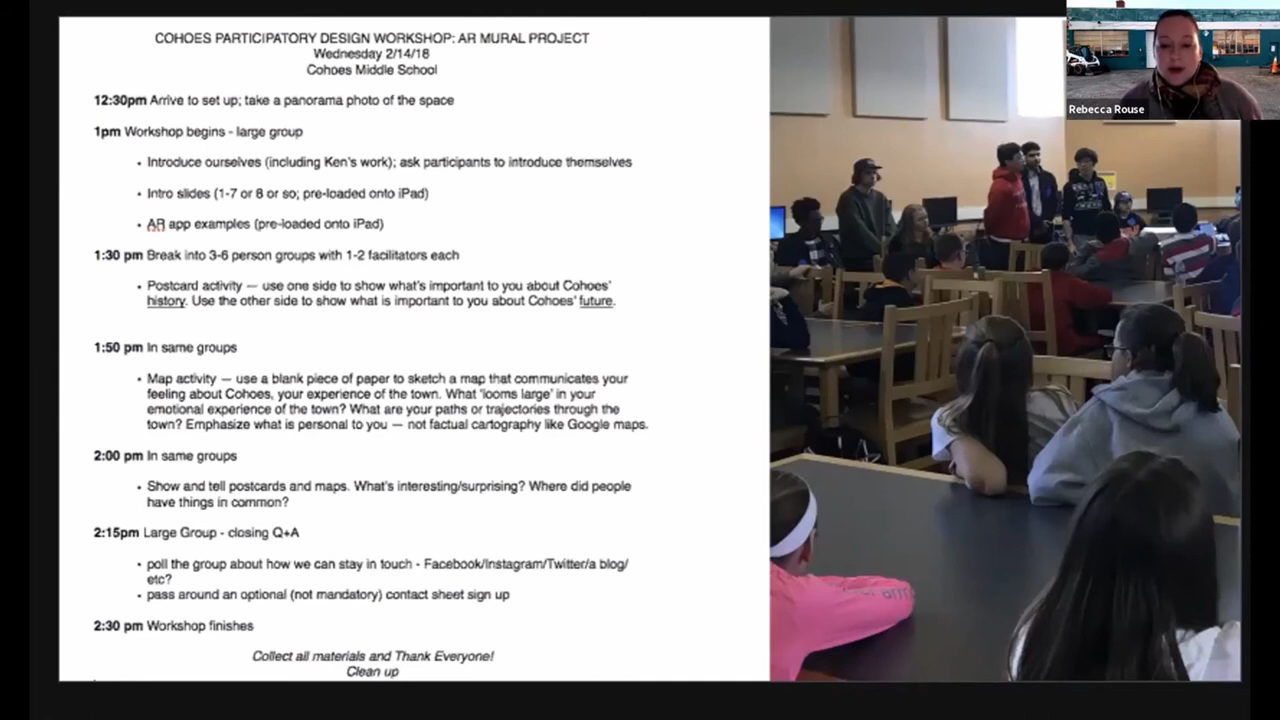 COHOES PARTICIPATORY DESIGN WORKSHOP: AR MURAL PROJECT
Wednesday 2/14/18
Cohoes Middle School
12:30pm Arrive to set up; take a panorama photo of the space
1pm Workshop begins - large group
• Introduce ourselves (including Ken's work); ask participants to introduce themselves
• Intro slides (1-7 or 8 or so; pre-loaded onto iPad)
• AR app examples (pre-loaded onto iPad)
1:30 pm Break into 3-6 person groups with 1-2 facilitators each
• Postcard activity — use one side to show what's important to you about Cohoes'
history. Use the other side to show what is important to you about Cohoes' future.
1:50 pm In same groups
• Map activity — use a blank piece of paper to sketch a map that communicates your
feeling about Cohoes, your experience of the town. What 'looms large' in your
emotional experience of the town? What are your paths or trajectories through the
town? Emphasize what is personal to you — not factual cartography like Google maps.
2:00 pm In same groups
• Show and tell postcards and maps. What's interesting/surprising? Where did people
have things in common?
2:15pm Large Group - closing Q+A
• poll the group about how we can stay in touch - Facebook/Instagram/Twitter/a blog/
etc?
• pass around an optional (not mandatory) contact sheet sign up
2:30 pm Workshop finishes
Collect all materials and Thank Everyone!
Clean up
Rebecca Rouse